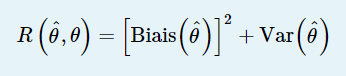 R(θ̂,θ) = [Biais(θ̂)]² + Var(θ̂)